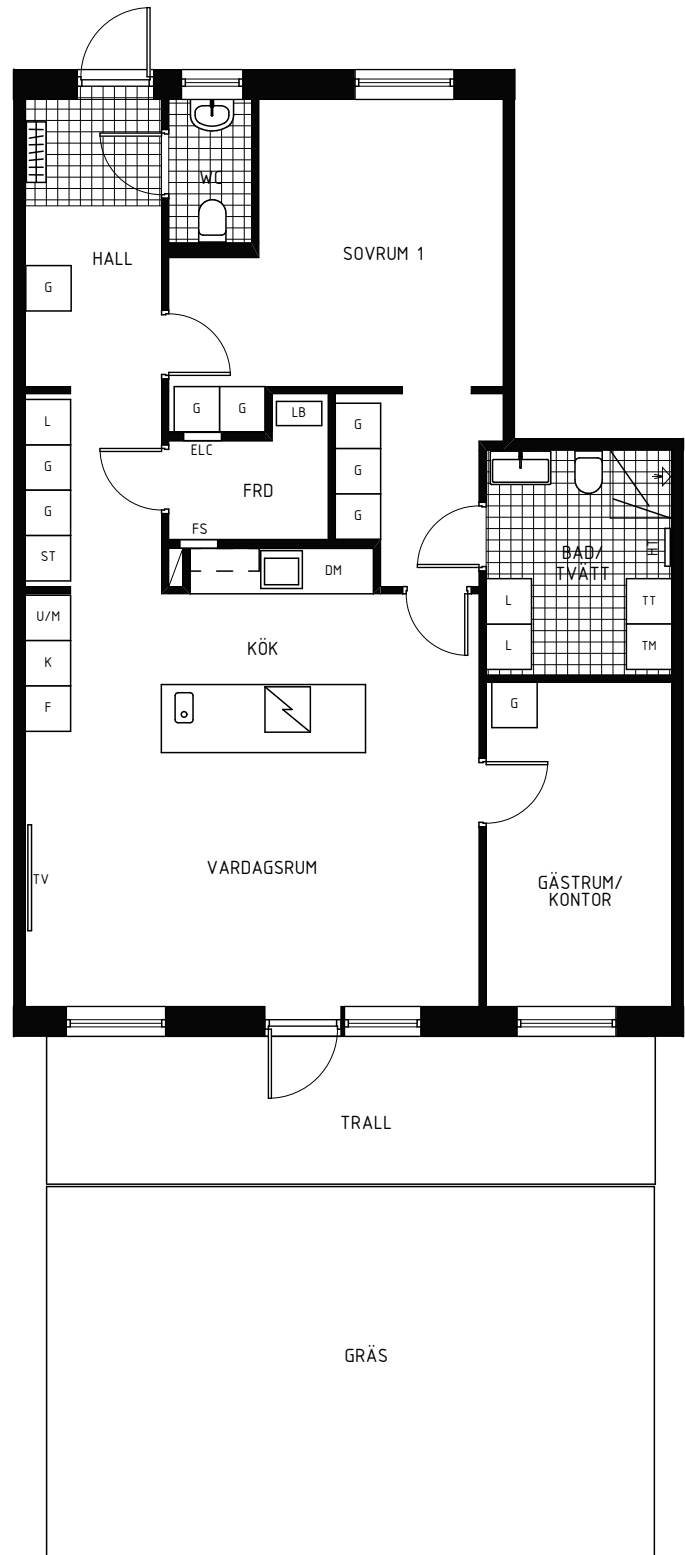 WC
HALL
SOVRUM 1
G
G
G
LB
L
G
ELC
G
G
FRD
G
G
FS
ST
DM
BAD/
TVÄTT
HT
L
TT
U/M
KÖK
K
L
TM
F
G
VARDAGSRUM
TV
GÄSTRUM/
KONTOR
TRALL
GRÄS